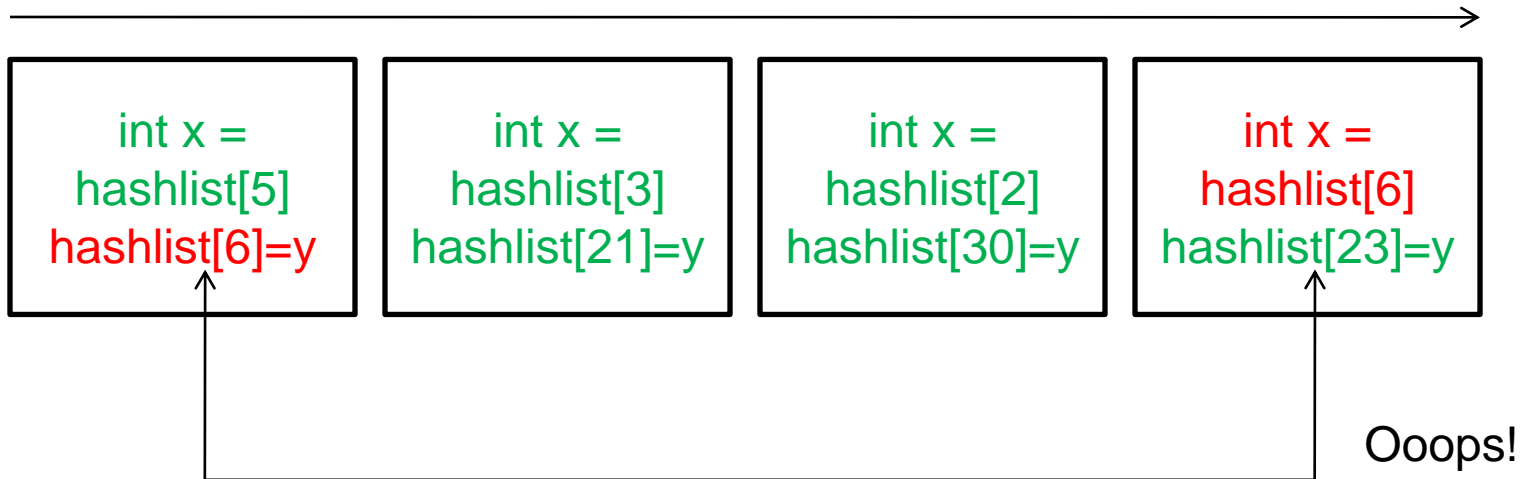 int x =
hashlist[5]
hashlist[6]=y
int x =
hashlist[3]
hashlist[21]=y
int x =
hashlist[2]
hashlist[30]=y
int x =
hashlist[6]
hashlist[23]=y
Ooops!